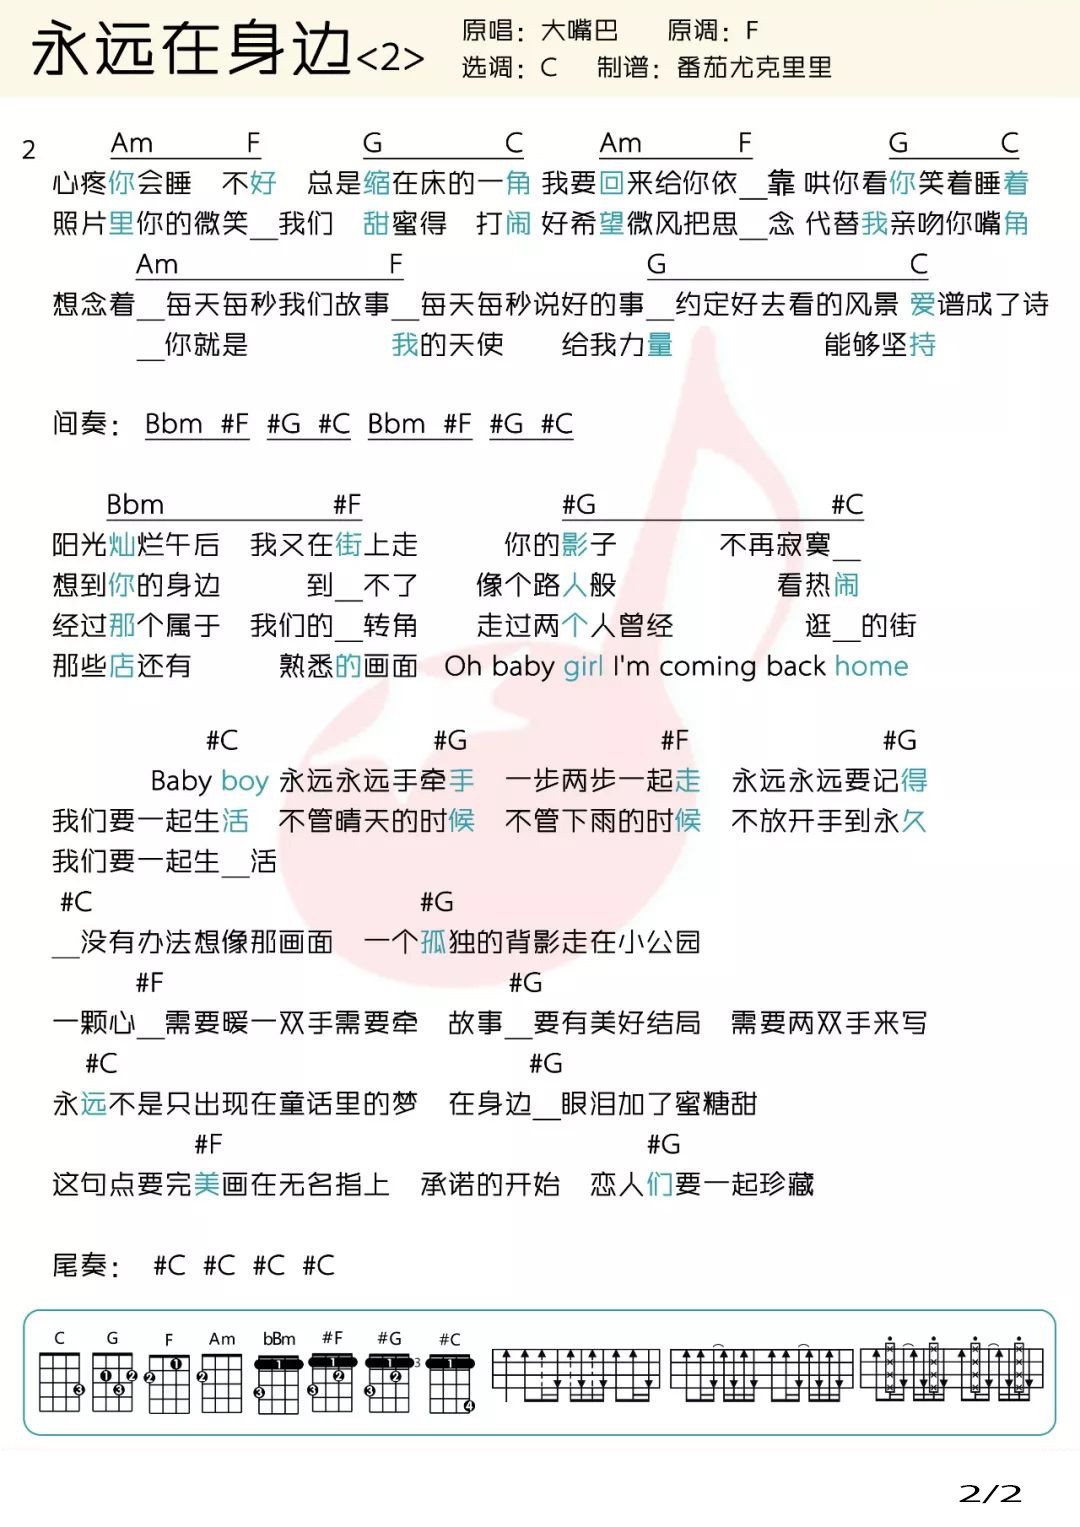 永远在身边<2>
原唱：大嘴巴 原调：F
选调：C 制谱：番茄尤克里里
2 Am F G C Am F G C
心疼你会睡 不好 总是缩在床的一角 我要回来给你依__靠 哄你看你笑着睡着
照片里你的微笑__我们 甜蜜得 打闹 好希望微风把思__念 代替我亲吻你嘴角
Am F G C
想念着__每天每秒我们故事__每天每秒说好的事__约定好去看的风景 爱谱成了诗
__你就是 我的天使 给我力量 能够坚持
间奏： Bbm #F #G #C Bbm #F #G #C
Bbm #F #G #C
阳光灿烂午后 我又在街上走 你的影子 不再寂寞__
想到你的身边 到__不了 像个路人般 看热闹
经过那个属于 我们的__转角 走过两个人曾经 逛__的街
那些店还有 熟悉的画面 Oh baby girl I'm coming back home
#C #G #F #G
Baby boy 永远永远手牵手 一步两步一起走 永远永远要记得
我们要一起生活 不管晴天的时候 不管下雨的时候 不放开手到永久
我们要一起生__活
#C #G
__没有办法想像那画面 一个孤独的背影走在小公园
#F #G
一颗心__需要暖一双手需要牵 故事__要有美好结局 需要两双手来写
#C #G
永远不是只出现在童话里的梦 在身边__眼泪加了蜜糖甜
#F #G
这句点要完美画在无名指上 承诺的开始 恋人们要一起珍藏
尾奏： #C #C #C #C
C G F Am bBm #F #G #C
3 1 2 3 1 2 2 1 3 1 2 3 1 2 3 3 1 4
2/2